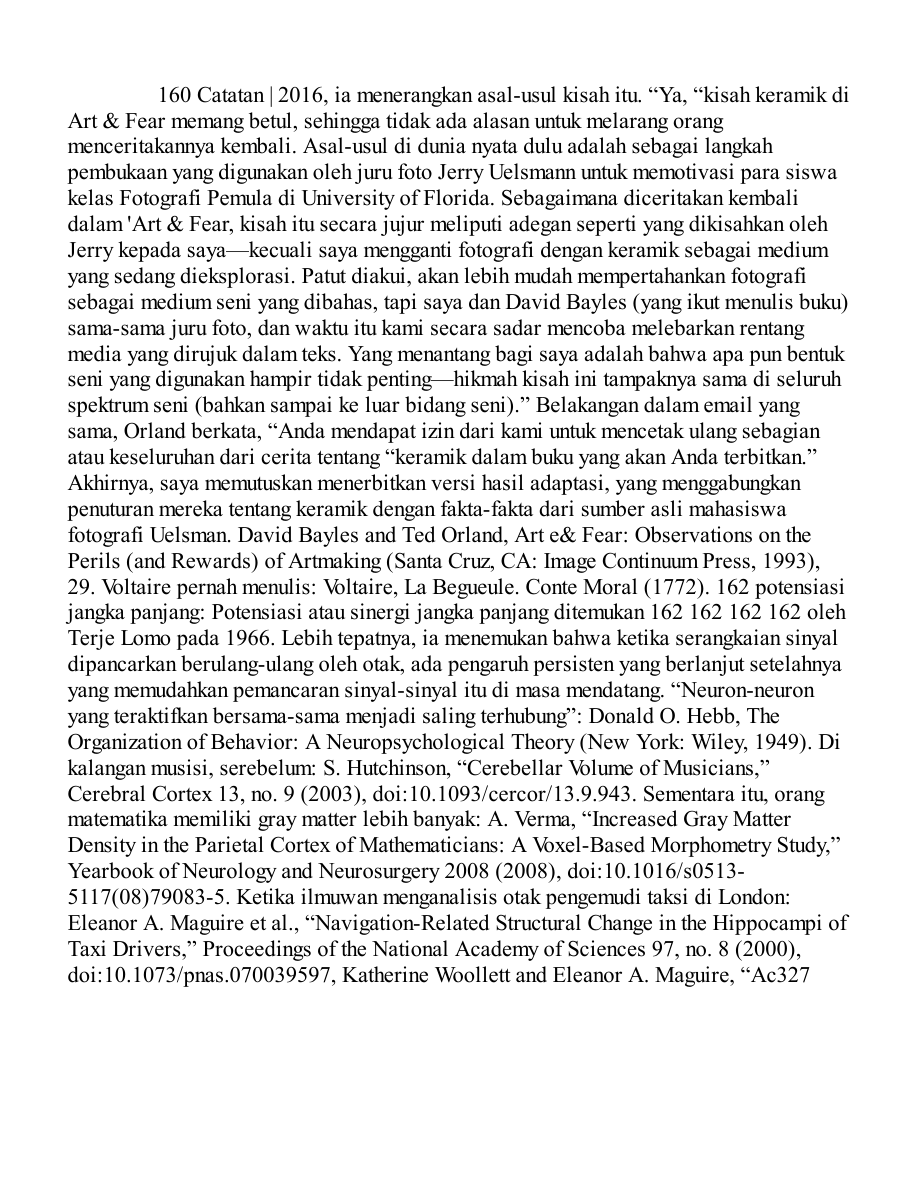 160 Catatan | 2016, ia menerangkan asal-usul kisah itu. “Ya, “kisah keramik di
Art & Fear memang betul, sehingga tidak ada alasan untuk melarang orang
menceritakannya kembali. Asal-usul di dunia nyata dulu adalah sebagai langkah
pembukaan yang digunakan oleh juru foto Jerry Uelsmann untuk memotivasi para siswa
kelas Fotografi Pemula di University of Florida. Sebagaimana diceritakan kembali
dalam 'Art & Fear, kisah itu secara jujur meliputi adegan seperti yang dikisahkan oleh
Jerry kepada saya—kecuali saya mengganti fotografi dengan keramik sebagai medium
yang sedang dieksplorasi. Patut diakui, akan lebih mudah mempertahankan fotografi
sebagai medium seni yang dibahas, tapi saya dan David Bayles (yang ikut menulis buku)
sama-sama juru foto, dan waktu itu kami secara sadar mencoba melebarkan rentang
media yang dirujuk dalam teks. Yang menantang bagi saya adalah bahwa apa pun bentuk
seni yang digunakan hampir tidak penting—hikmah kisah ini tampaknya sama di seluruh
spektrum seni (bahkan sampai ke luar bidang seni).” Belakangan dalam email yang
sama, Orland berkata, “Anda mendapat izin dari kami untuk mencetak ulang sebagian
atau keseluruhan dari cerita tentang “keramik dalam buku yang akan Anda terbitkan.”
Akhirnya, saya memutuskan menerbitkan versi hasil adaptasi, yang menggabungkan
penuturan mereka tentang keramik dengan fakta-fakta dari sumber asli mahasiswa
fotografi Uelsman. David Bayles and Ted Orland, Art e& Fear: Observations on the
Perils (and Rewards) of Artmaking (Santa Cruz, CA: Image Continuum Press, 1993),
29. Voltaire pernah menulis: Voltaire, La Begueule. Conte Moral (1772). 162 potensiasi
jangka panjang: Potensiasi atau sinergi jangka panjang ditemukan 162 162 162 162 oleh
Terje Lomo pada 1966. Lebih tepatnya, ia menemukan bahwa ketika serangkaian sinyal
dipancarkan berulang-ulang oleh otak, ada pengaruh persisten yang berlanjut setelahnya
yang memudahkan pemancaran sinyal-sinyal itu di masa mendatang. “Neuron-neuron
yang teraktifkan bersama-sama menjadi saling terhubung”: Donald O. Hebb, The
Organization of Behavior: A Neuropsychological Theory (New York: Wiley, 1949). Di
kalangan musisi, serebelum: S. Hutchinson, “Cerebellar Volume of Musicians,”
Cerebral Cortex 13, no. 9 (2003), doi:10.1093/cercor/13.9.943. Sementara itu, orang
matematika memiliki gray matter lebih banyak: A. Verma, “Increased Gray Matter
Density in the Parietal Cortex of Mathematicians: A Voxel-Based Morphometry Study,”
Yearbook of Neurology and Neurosurgery 2008 (2008), doi:10.1016/s0513-
5117(08)79083-5. Ketika ilmuwan menganalisis otak pengemudi taksi di London:
Eleanor A. Maguire et al., “Navigation-Related Structural Change in the Hippocampi of
Taxi Drivers,” Proceedings of the National Academy of Sciences 97, no. 8 (2000),
doi:10.1073/pnas.070039597, Katherine Woollett and Eleanor A. Maguire, “Ac327